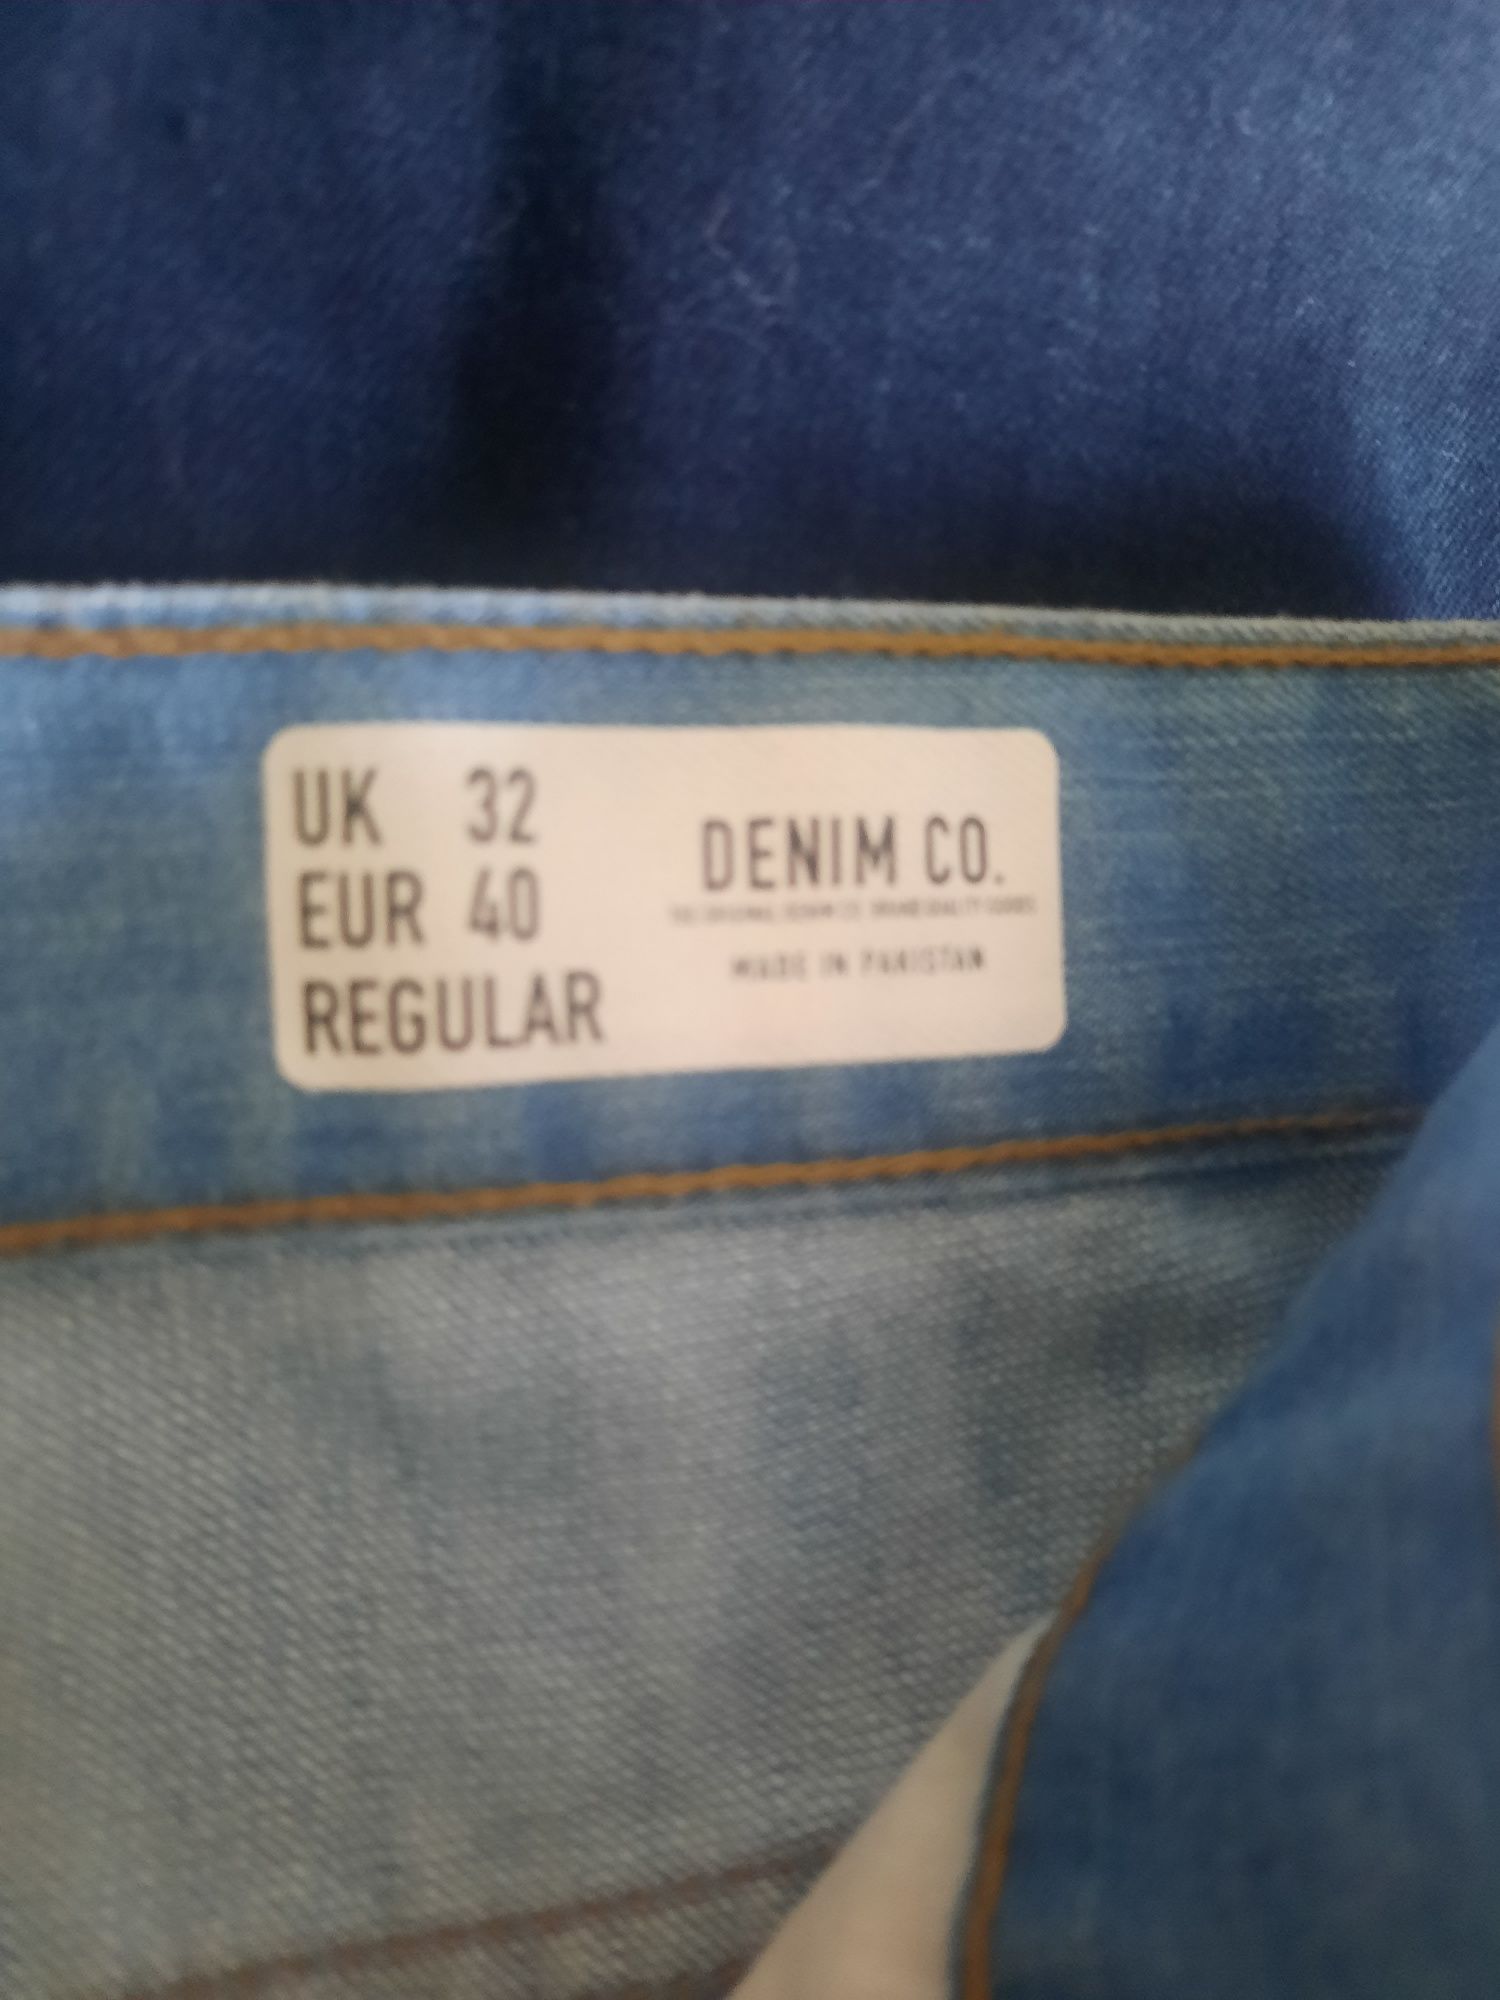 UK 32
EUR 40
REGULAR
DENIM CO.
MADE IN PAKISTAN